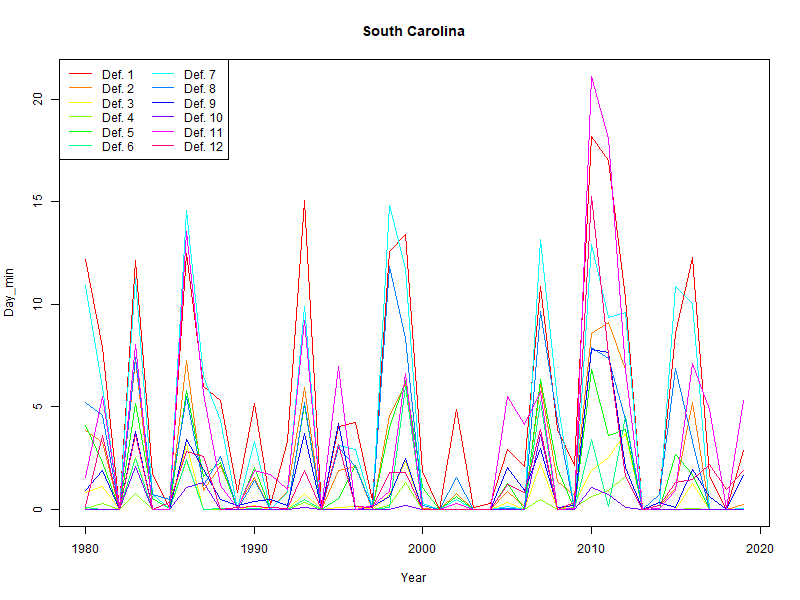 South Carolina
Def. 1 Def. 7
Def. 2 Def. 8
Def. 3 Def. 9
Def. 4 Def. 10
Def. 5 Def. 11
Def. 6 Def. 12
Day_min
20
15
10
5
0
1980 1990 2000 2010 2020
Year